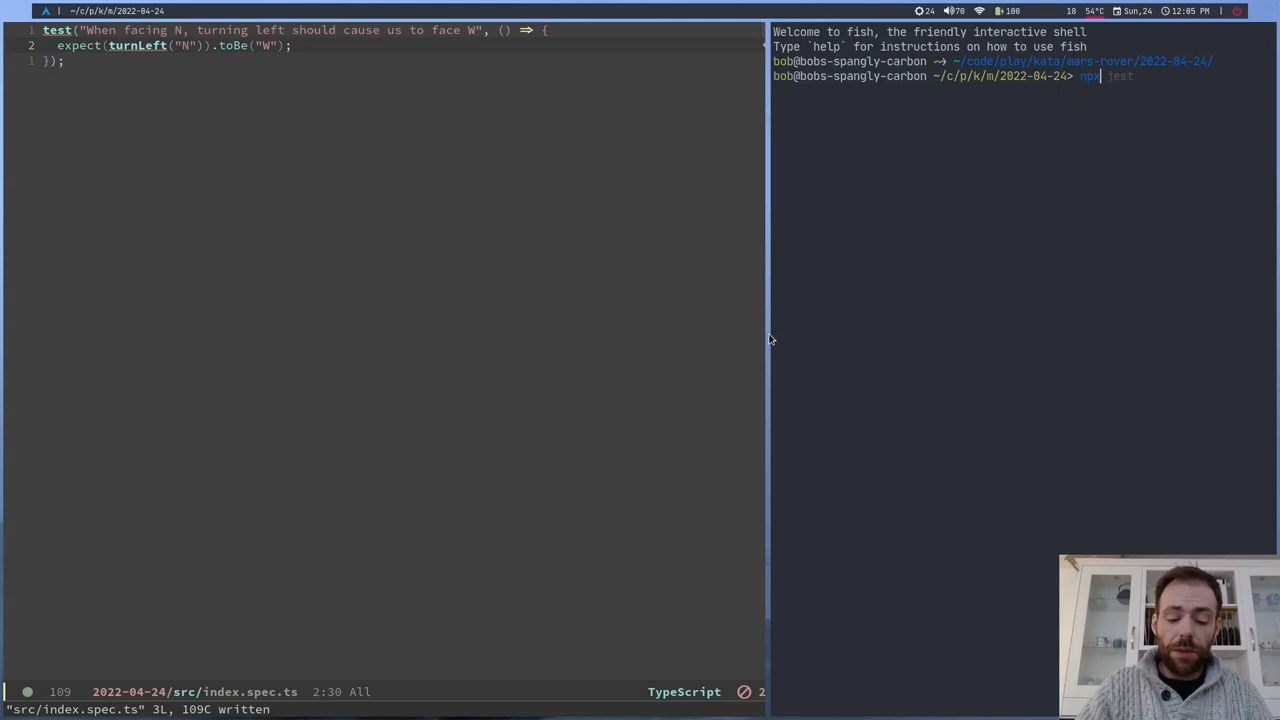 ~/c/p/k/m/2022-04-24
24 70 100 18 54°C Sun,24 12:05 PM
1 test("When facing N, turning left should cause us to face W", () => {
2 expect(turnLeft("N")).toBe("W");
1 });
109 2022-04-24/src/index.spec.ts 2:30 All TypeScript 2
"src/index.spec.ts" 3L, 109C written
Welcome to fish, the friendly interactive shell
Type `help` for instructions on how to use fish
bob@bobs-spangly-carbon ~> ~/code/play/kata/mars-rover/2022-04-24/
bob@bobs-spangly-carbon ~/c/p/k/m/2022-04-24> npx jest